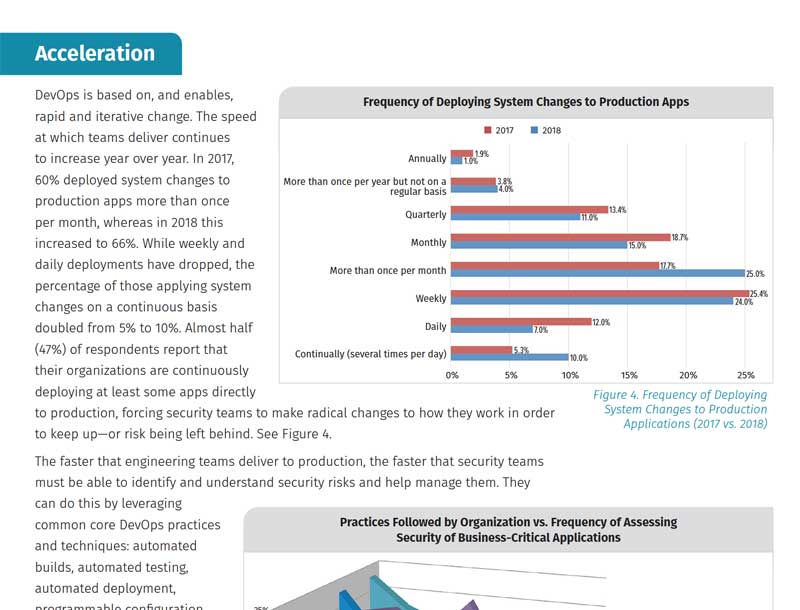 Acceleration
DevOps is based on, and enables,
rapid and iterative change. The speed
at which teams deliver continues
to increase year over year. In 2017,
60% deployed system changes to
production apps more than once
per month, whereas in 2018 this
increased to 66%. While weekly and
daily deployments have dropped, the
percentage of those applying system
changes on a continuous basis
doubled from 5% to 10%. Almost half
(47%) of respondents report that
their organizations are continuously
deploying at least some apps directly
to production, forcing security teams to make radical changes to how they work in order
to keep up—or risk being left behind. See Figure 4.
Frequency of Deploying System Changes to Production Apps
2017 2018
Annually 1.9%
1.0%
More than once per year but not on a
regular basis
3.8%
4.0%
Quarterly 13.4%
11.0%
Monthly 18.7%
15.0%
More than once per month 17.7%
25.0%
Weekly 25.4%
24.0%
Daily 12.0%
7.0%
Continually (several times per day) 5.3%
10.0%
0% 5% 10% 15% 20% 25%
Figure 4. Frequency of Deploying
System Changes to Production
Applications (2017 vs. 2018)
The faster that engineering teams deliver to production, the faster that security teams
must be able to identify and understand security risks and help manage them. They
can do this by leveraging
common core DevOps practices
and techniques: automated
builds, automated testing,
automated deployment,
programmable configuration
Practices Followed by Organization vs. Frequency of Assessing
Security of Business-Critical Applications